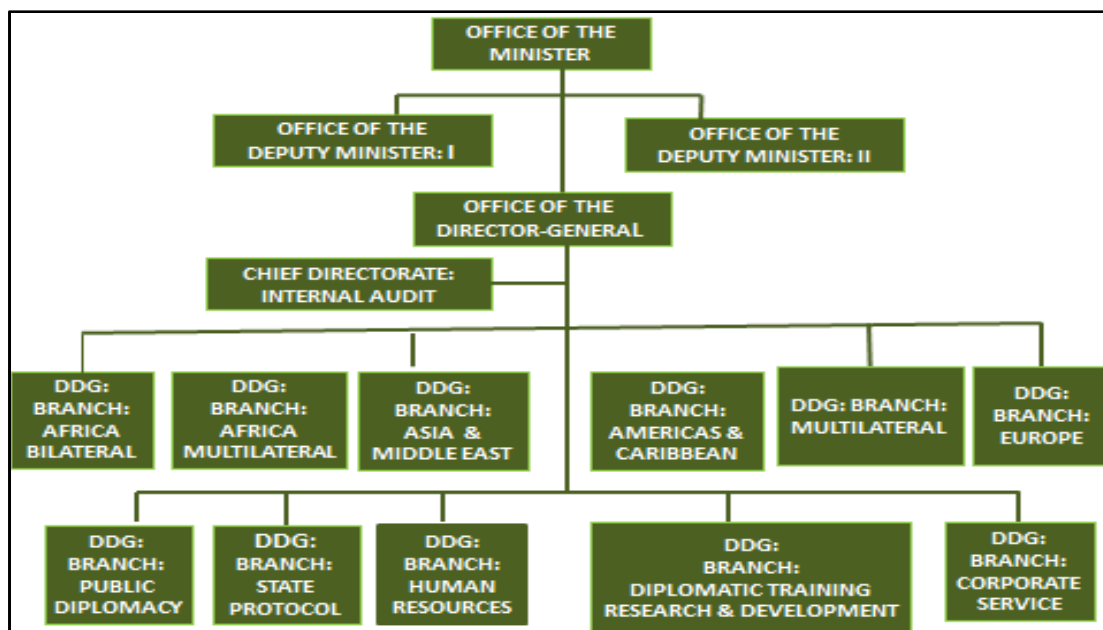 OFFICE OF THE
MINISTER
OFFICE OF THE
DEPUTY MINISTER: I
OFFICE OF THE
DEPUTY MINISTER: II
OFFICE OF THE
DIRECTOR-GENERAL
CHIEF DIRECTORATE:
INTERNAL AUDIT
DDG:
BRANCH:
AFRICA
BILATERAL
DDG:
BRANCH:
AFRICA
MULTILATERAL
DDG:
BRANCH:
ASIA &
MIDDLE EAST
DDG:
BRANCH:
AMERICAS &
CARIBBEAN
DDG: BRANCH:
MULTILATERAL
DDG:
BRANCH:
EUROPE
DDG:
BRANCH:
PUBLIC
DIPLOMACY
DDG:
BRANCH:
STATE
PROTOCOL
DDG:
BRANCH:
HUMAN
RESOURCES
DDG:
BRANCH:
DIPLOMATIC TRAINING
RESEARCH & DEVELOPMENT
DDG:
BRANCH:
CORPORATE
SERVICE